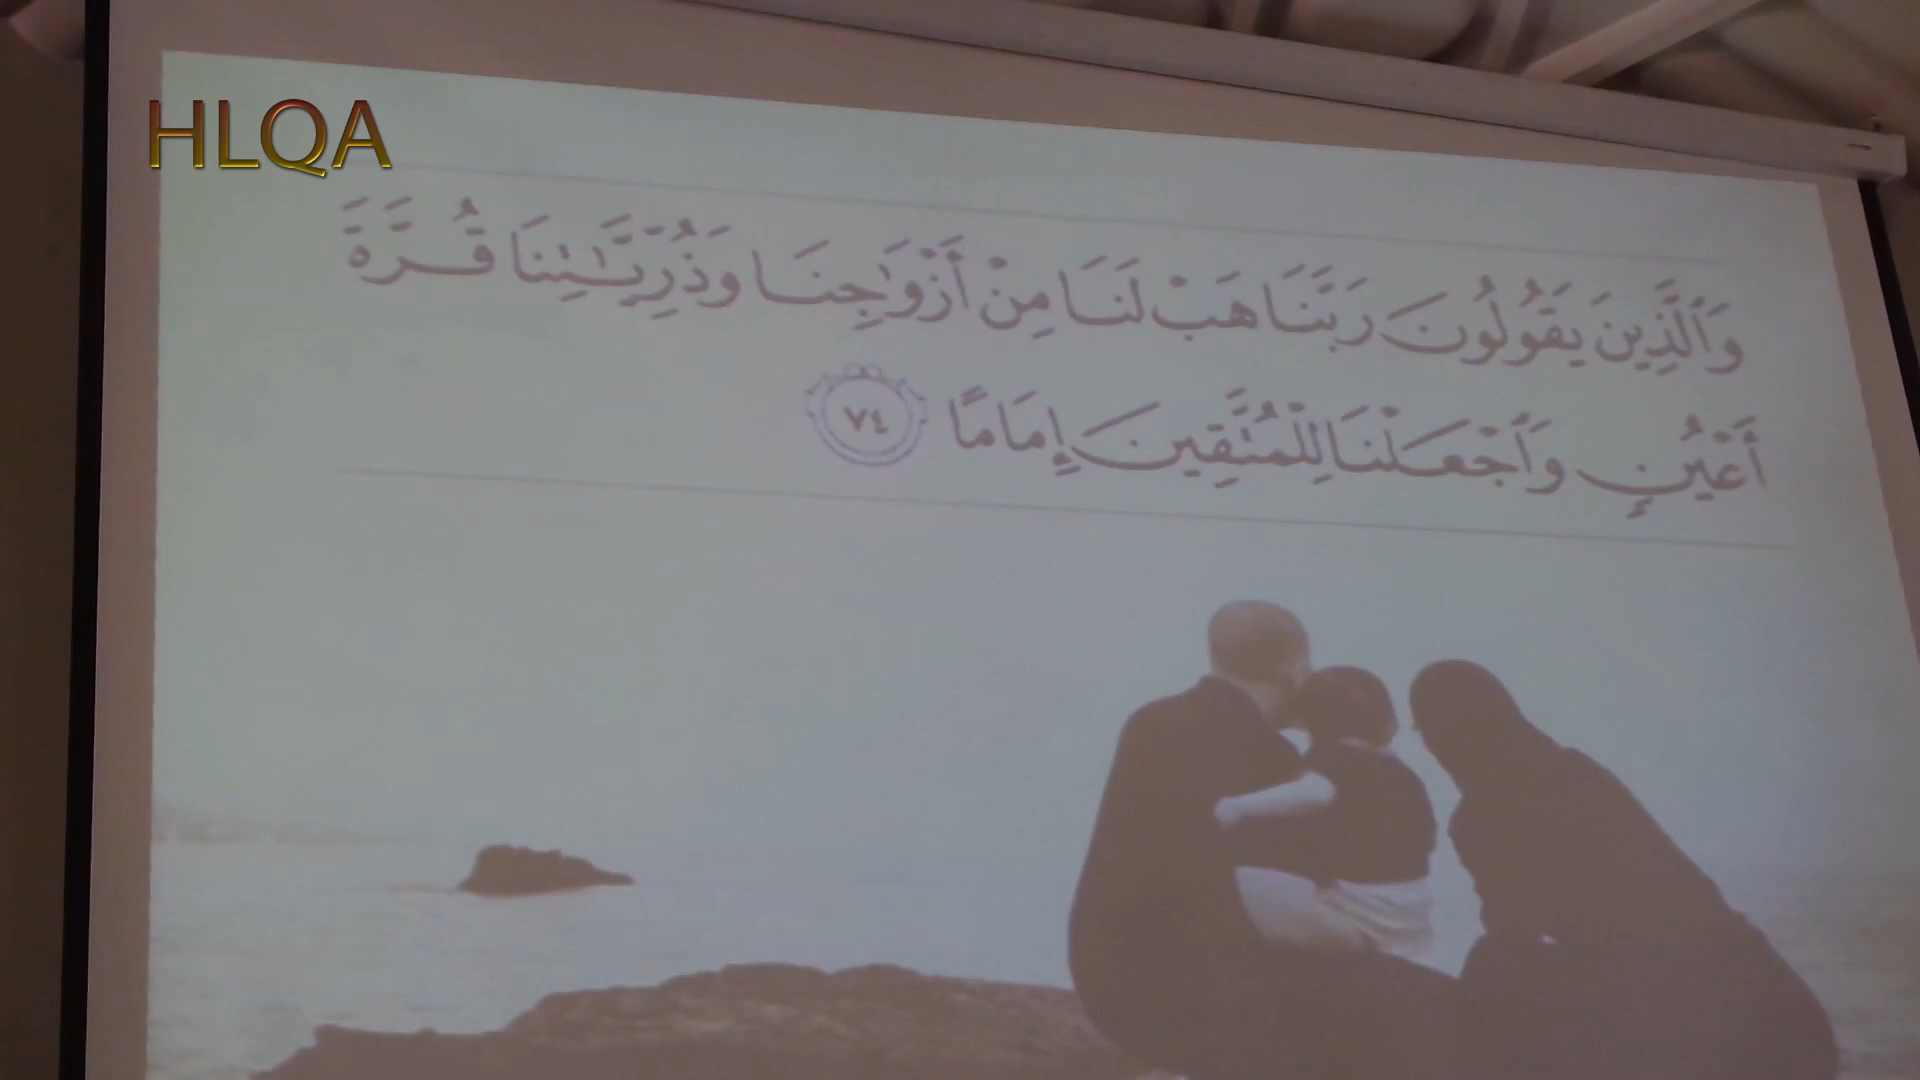 HLQA
وَٱلَّذِينَ يَقُولُونَ رَبَّنَا هَبْ لَنَا مِنْ أَزْوَٰجِنَا وَذُرِّيَّـٰتِنَا قُرَّةَ
أَعْيُنٍ وَٱجْعَلْنَا لِلْمُتَّقِينَ إِمَامًا ٧٤